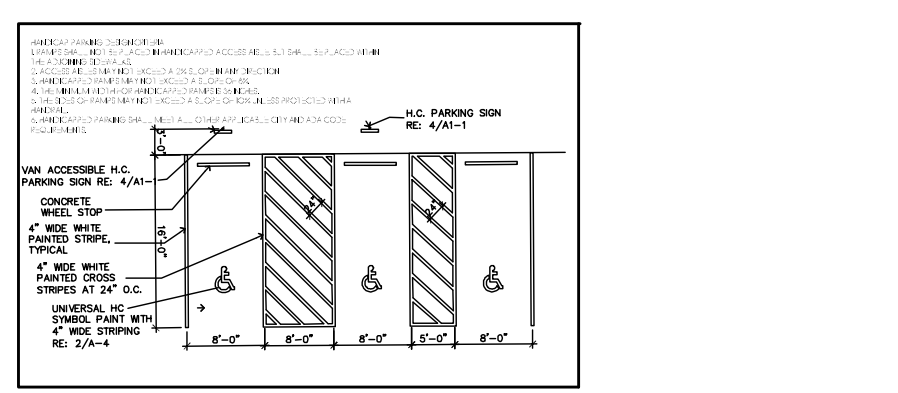 HANDICAP PARKING DESIGN CRITERIA
1. RAMPS SHALL NOT BE PLACED IN HANDICAPPED ACCESS AISLE BUT SHALL BE PLACED WITHIN
THE ADJOINING SIDEWALKS.
2. ACCESS AISLES MAY NOT EXCEED A 2% SLOPE IN ANY DIRECTION
3. HANDICAPPED RAMPS MAY NOT EXCEED A SLOPE OF 8%.
4. THE MINIMUM WIDTH FOR HANDICAPPED RAMPS IS 36 INCHES.
5. THE SIDES OF RAMPS MAY NOT EXCEED A SLOPE OF 10% UNLESS PROTECTED WITH A
HANDRAIL.
6. HANDICAPPED PARKING SHALL MEET ALL OTHER APPLICABLE CITY AND ADA CODE
REQUIREMENTS.
H.C. PARKING SIGN
RE: 4/A1-1
3'-0"
VAN ACCESSIBLE H.C.
PARKING SIGN RE: 4/A1-1
CONCRETE
WHEEL STOP
24"
24"
4" WIDE WHITE
PAINTED STRIPE,
TYPICAL
16'-0"
4" WIDE WHITE
PAINTED CROSS
STRIPES AT 24" O.C.
UNIVERSAL HC
SYMBOL PAINT WITH
4" WIDE STRIPING
RE: 2/A-4
8'-0" 8'-0" 8'-0" 5'-0" 8'-0"